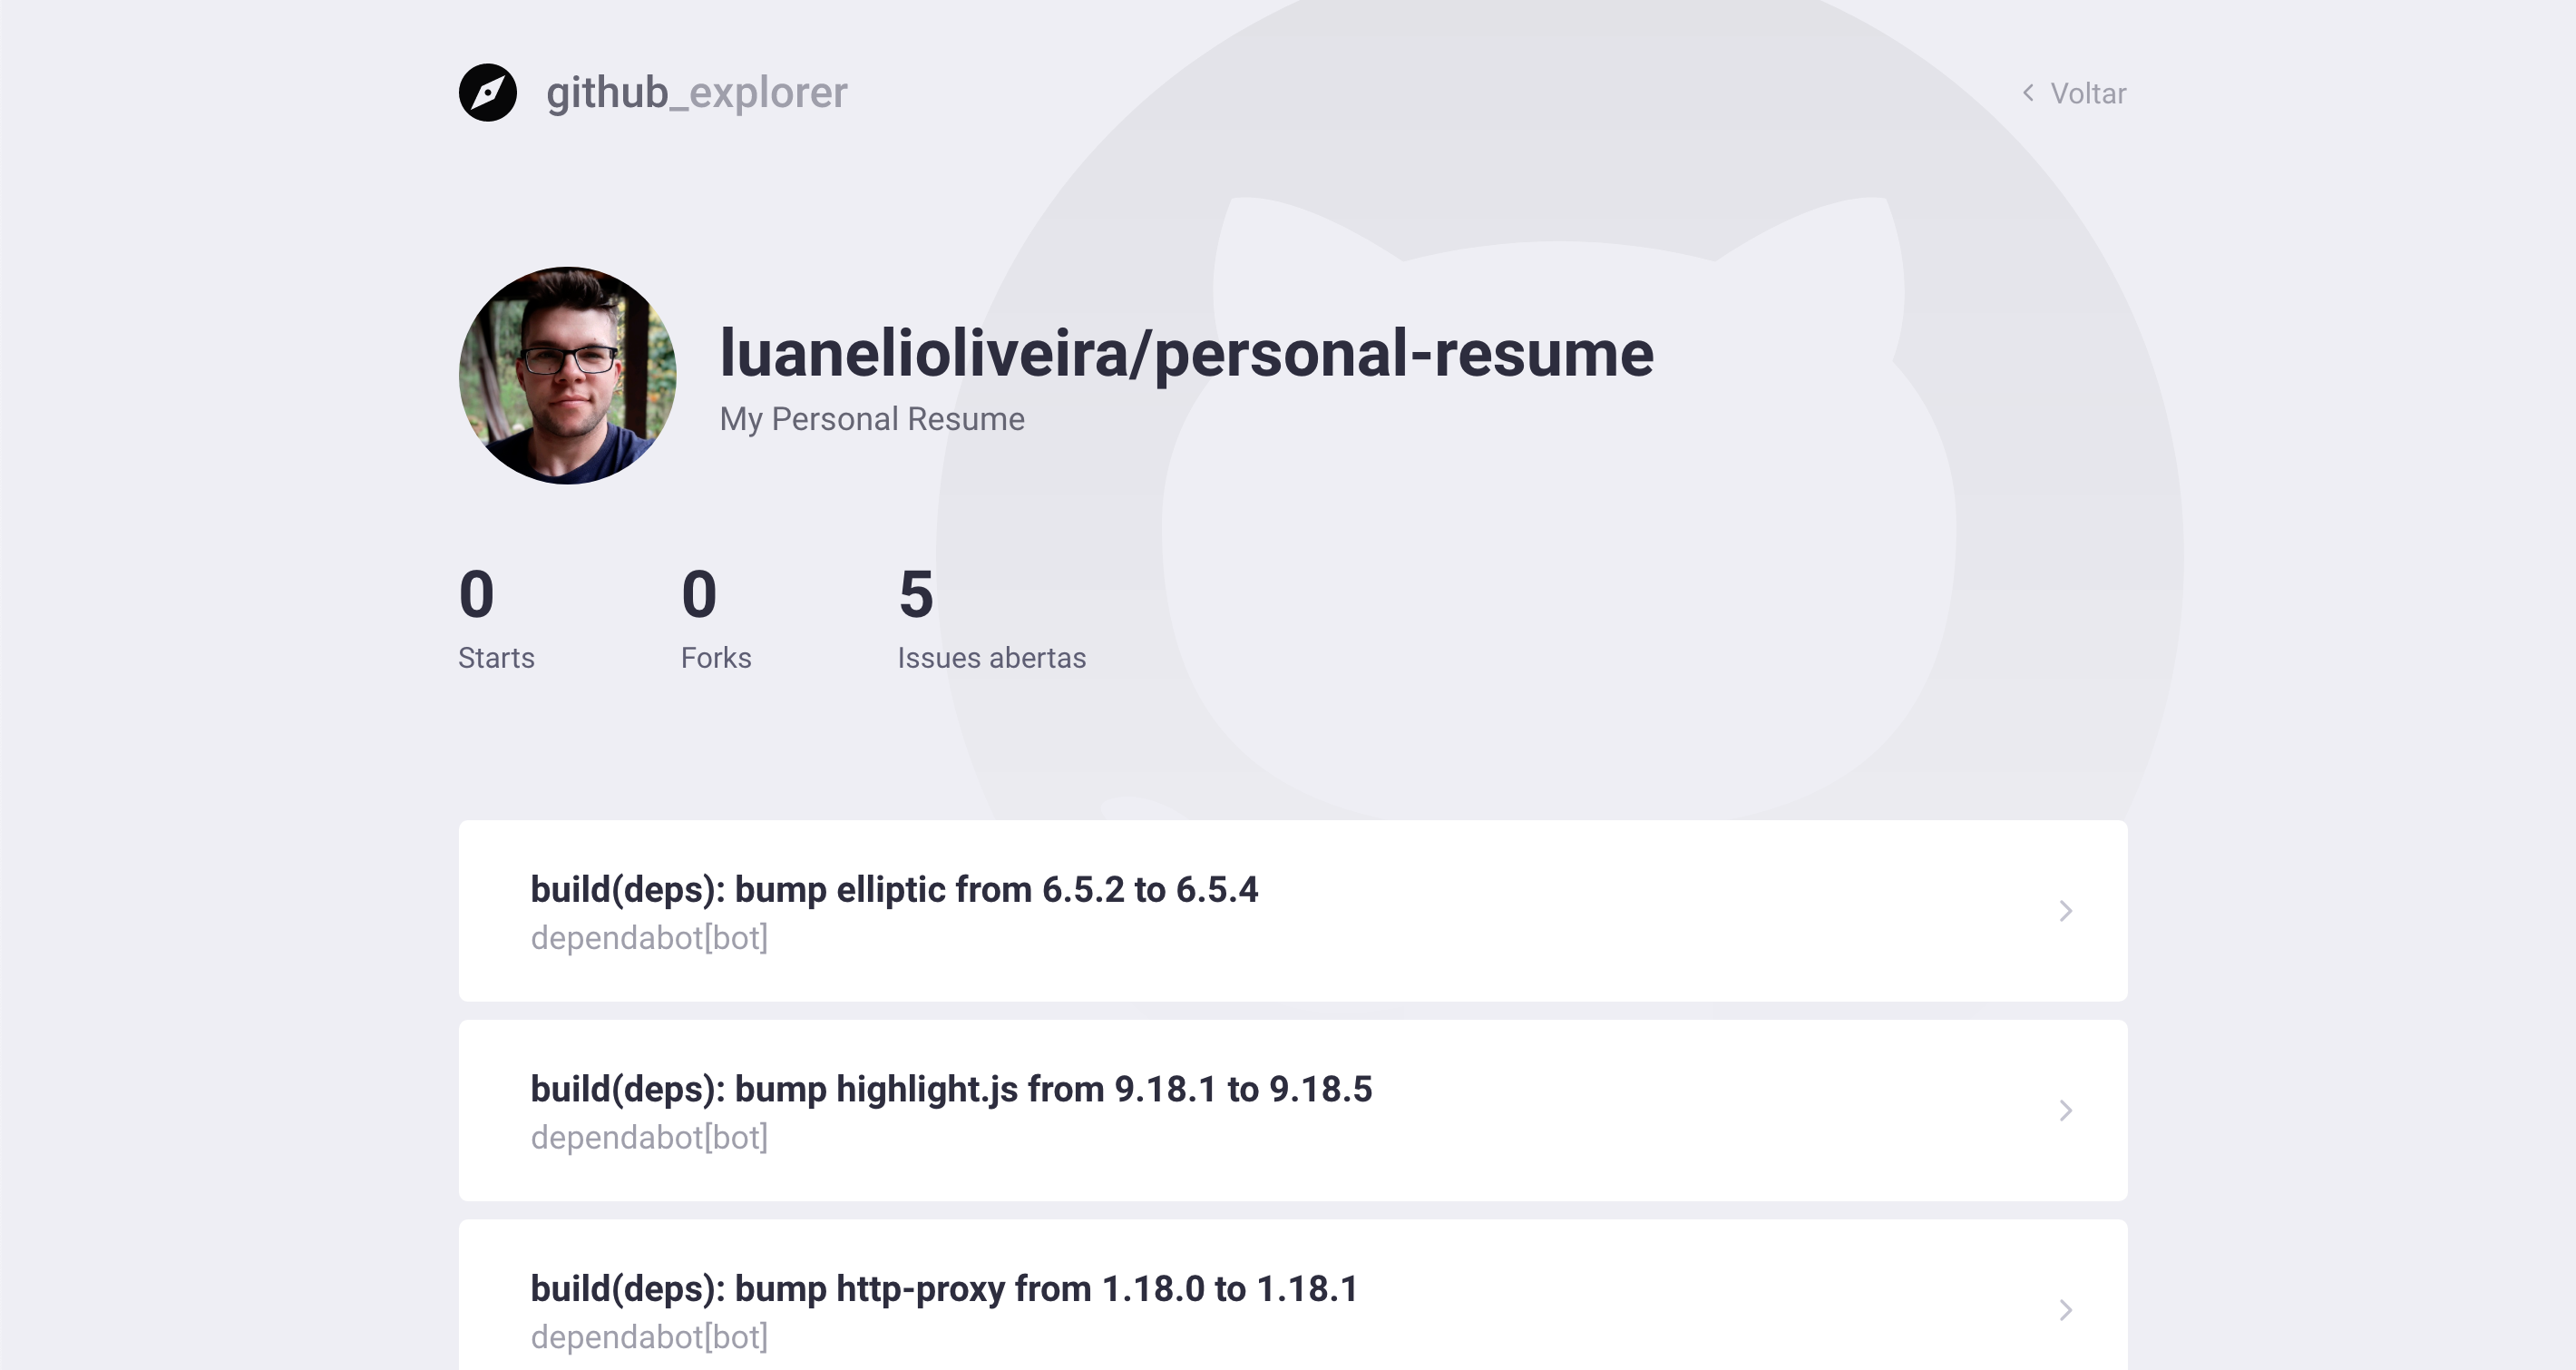 github_explorer
Voltar
luanelioliveira/personal-resume
My Personal Resume
0
Starts
0
Forks
5
Issues abertas
build(deps): bump elliptic from 6.5.2 to 6.5.4
dependabot[bot]
build(deps): bump highlight.js from 9.18.1 to 9.18.5
dependabot[bot]
build(deps): bump http-proxy from 1.18.0 to 1.18.1
dependabot[bot]